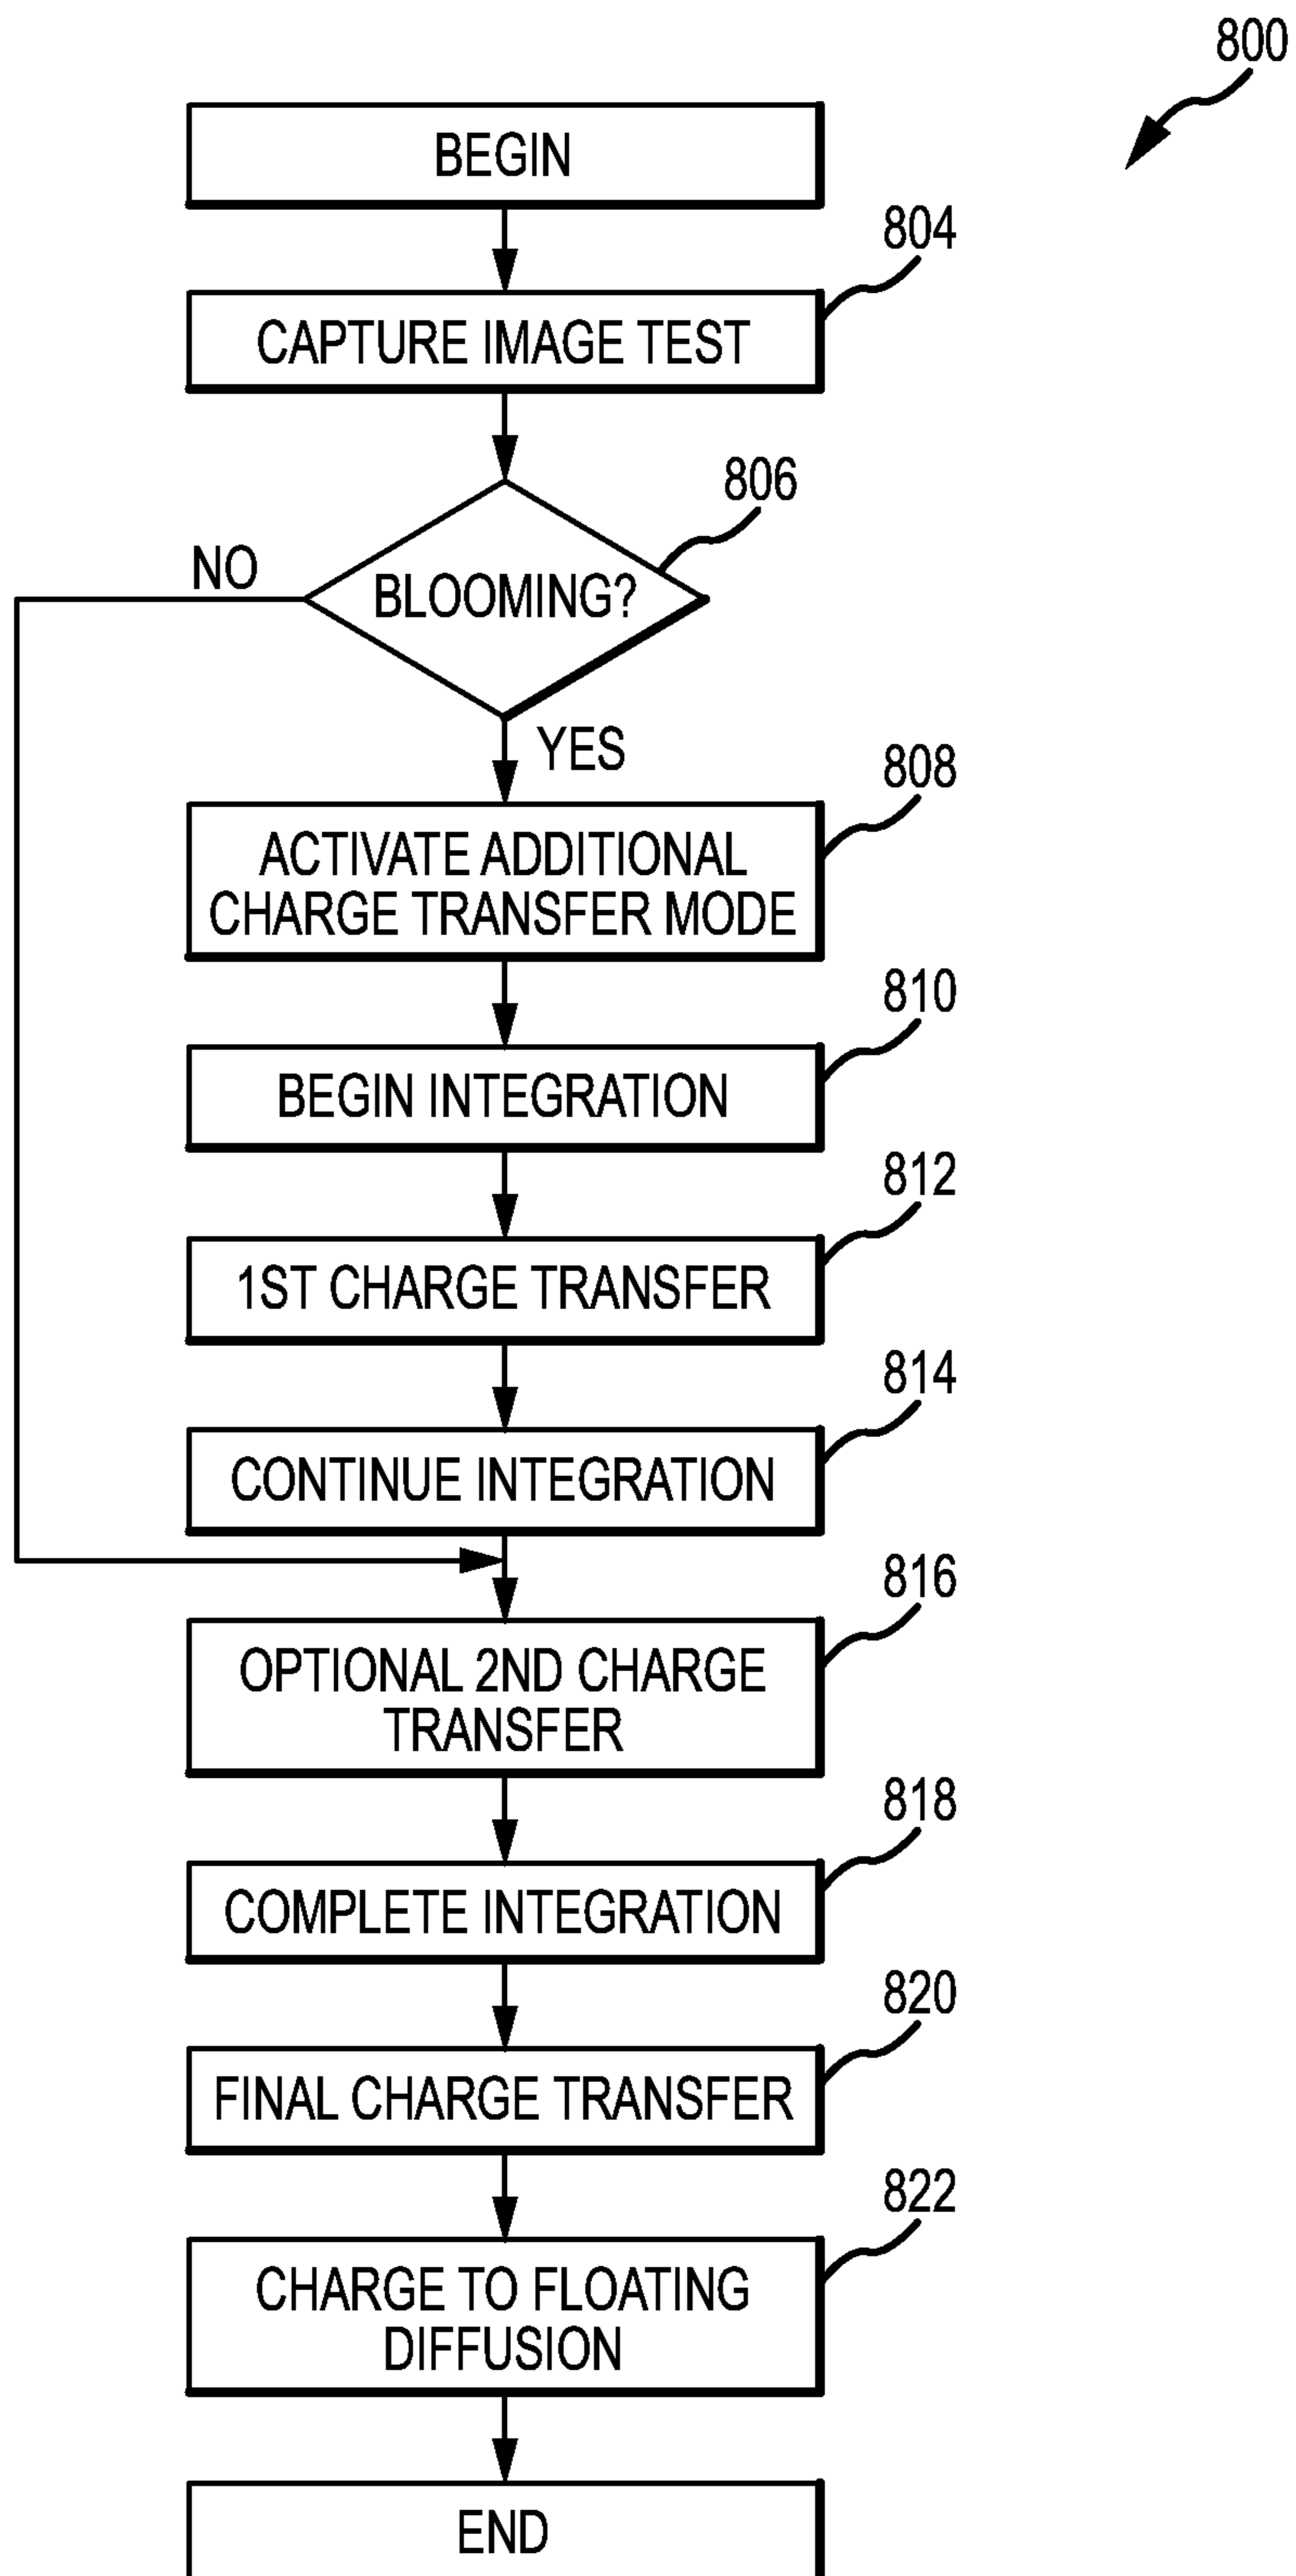 800
BEGIN
804
CAPTURE IMAGE TEST
806
NO
BLOOMING?
YES
808
ACTIVATE ADDITIONAL
CHARGE TRANSFER MODE
810
BEGIN INTEGRATION
812
1ST CHARGE TRANSFER
814
CONTINUE INTEGRATION
816
OPTIONAL 2ND CHARGE
TRANSFER
818
COMPLETE INTEGRATION
820
FINAL CHARGE TRANSFER
822
CHARGE TO FLOATING
DIFFUSION
END